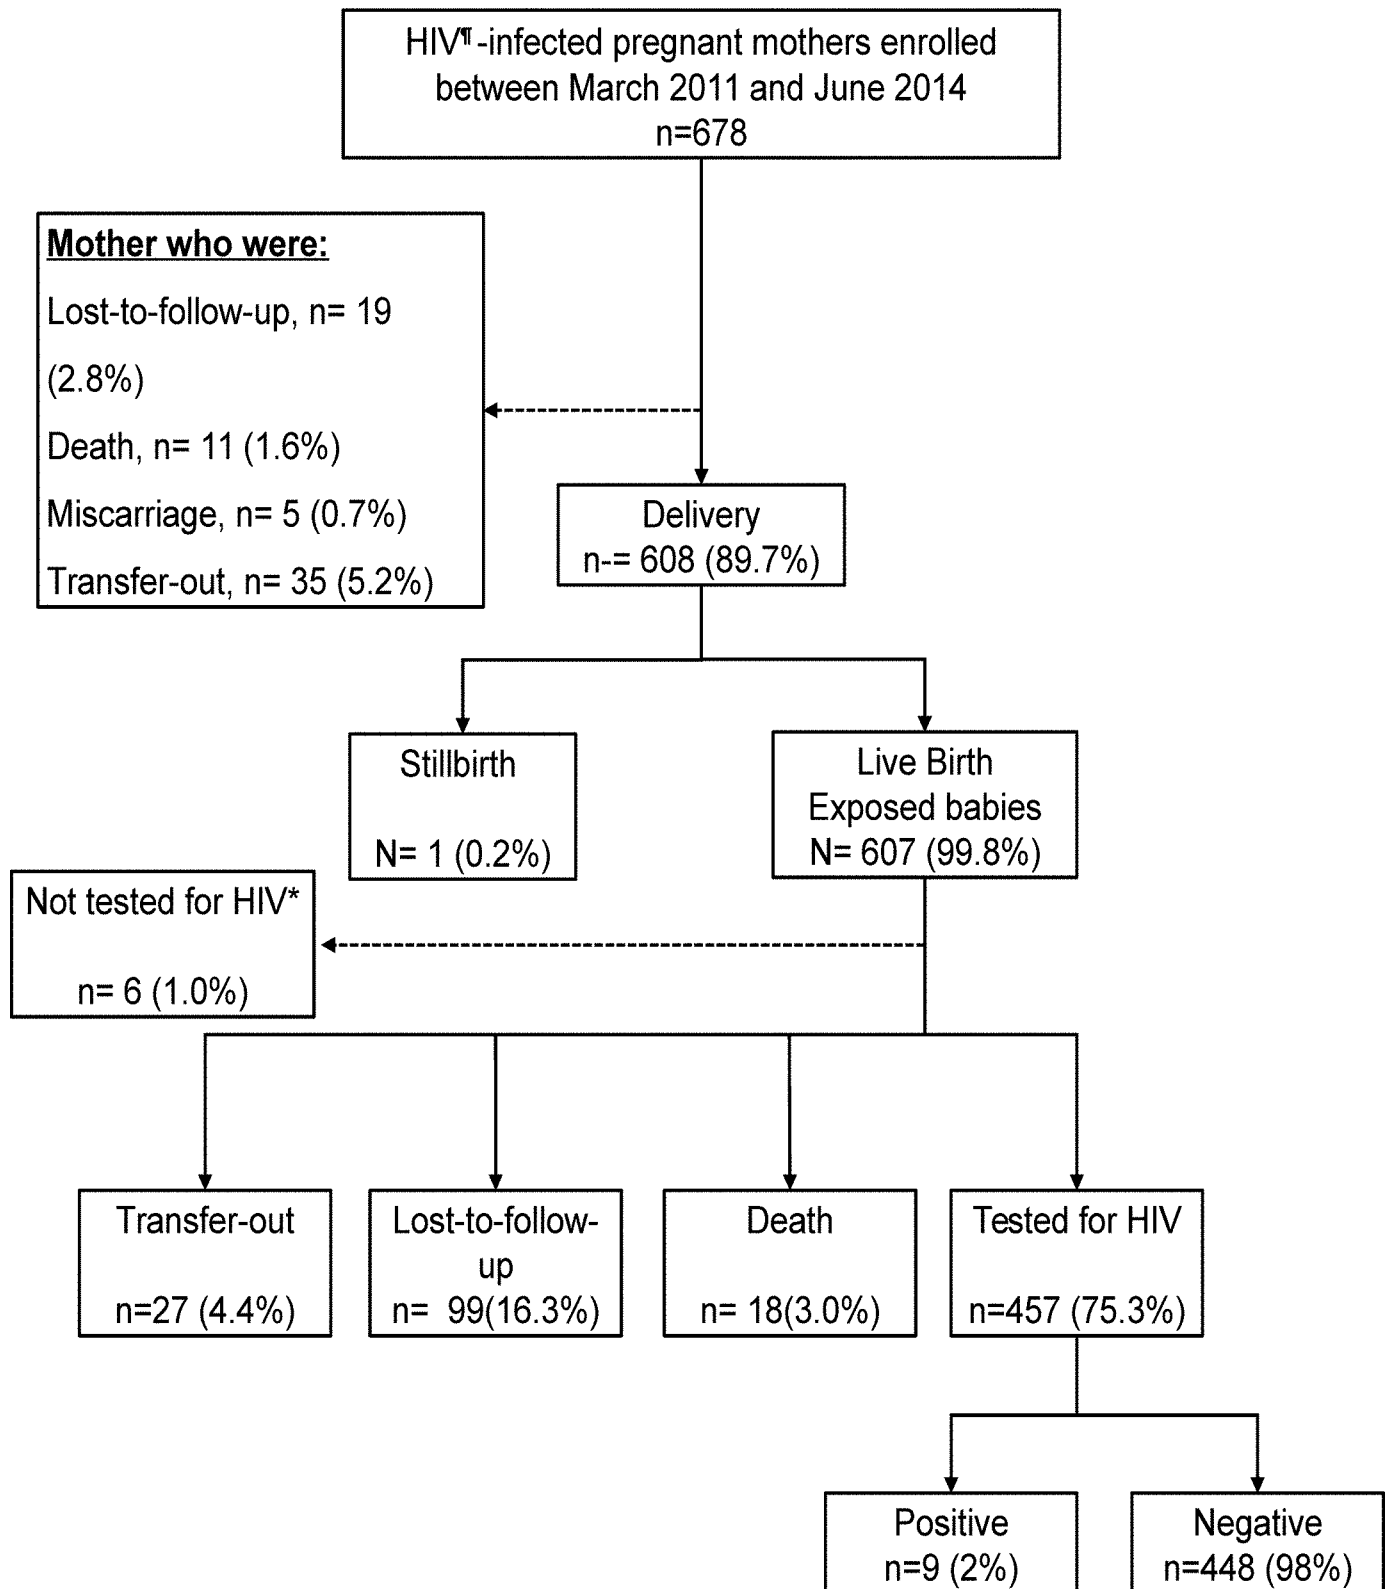 HIV¶-infected pregnant mothers enrolled
between March 2011 and June 2014
n=678
Mother who were:
Lost-to-follow-up, n= 19
(2.8%)
Death, n= 11 (1.6%)
Miscarriage, n= 5 (0.7%)
Transfer-out, n= 35 (5.2%)
Delivery
n-= 608 (89.7%)
Stillbirth
N= 1 (0.2%)
Live Birth
Exposed babies
N= 607 (99.8%)
Not tested for HIV*
n= 6 (1.0%)
Transfer-out
n=27 (4.4%)
Lost-to-follow-
up
n= 99(16.3%)
Death
n= 18(3.0%)
Tested for HIV
n=457 (75.3%)
Positive
n=9 (2%)
Negative
n=448 (98%)